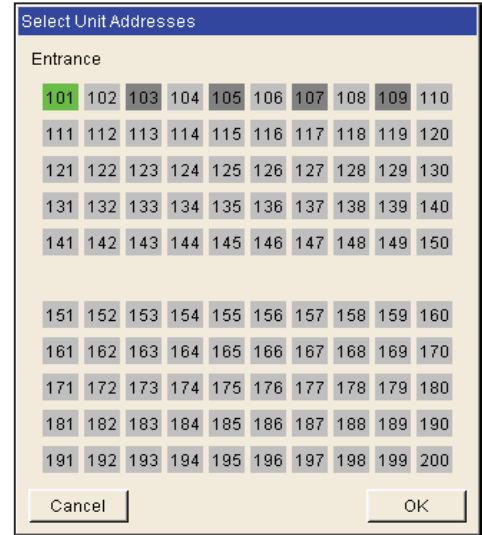 Select Unit Addresses
Entrance
101 102 103 104 105 106 107 108 109 110
111 112 113 114 115 116 117 118 119 120
121 122 123 124 125 126 127 128 129 130
131 132 133 134 135 136 137 138 139 140
141 142 143 144 145 146 147 148 149 150
151 152 153 154 155 156 157 158 159 160
161 162 163 164 165 166 167 168 169 170
171 172 173 174 175 176 177 178 179 180
181 182 183 184 185 186 187 188 189 190
191 192 193 194 195 196 197 198 199 200
Cancel OK